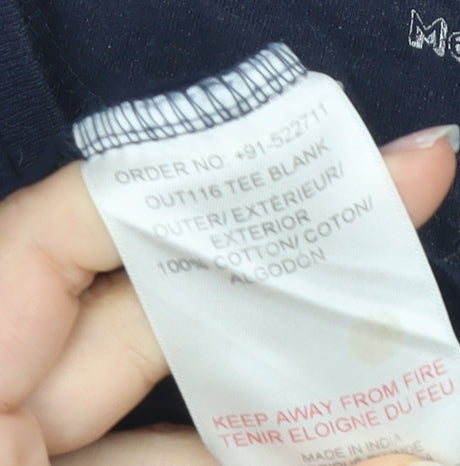 ORDER NO: +91-522711
OUT116 TEE BLANK
OUTER/ EXTÉRIEUR/
EXTERIOR
100% COTTON/ COTON/
ALGODÓN
KEEP AWAY FROM FIRE
TENIR ELOIGNE DU FEU
MADE IN INDIA